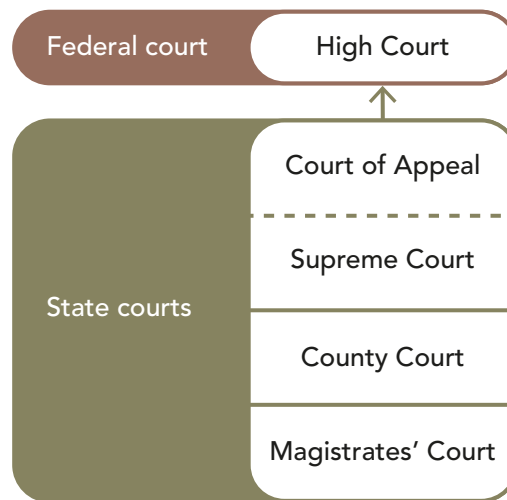 Federal court
High Court
State courts
Court of Appeal
Supreme Court
County Court
Magistrates’ Court